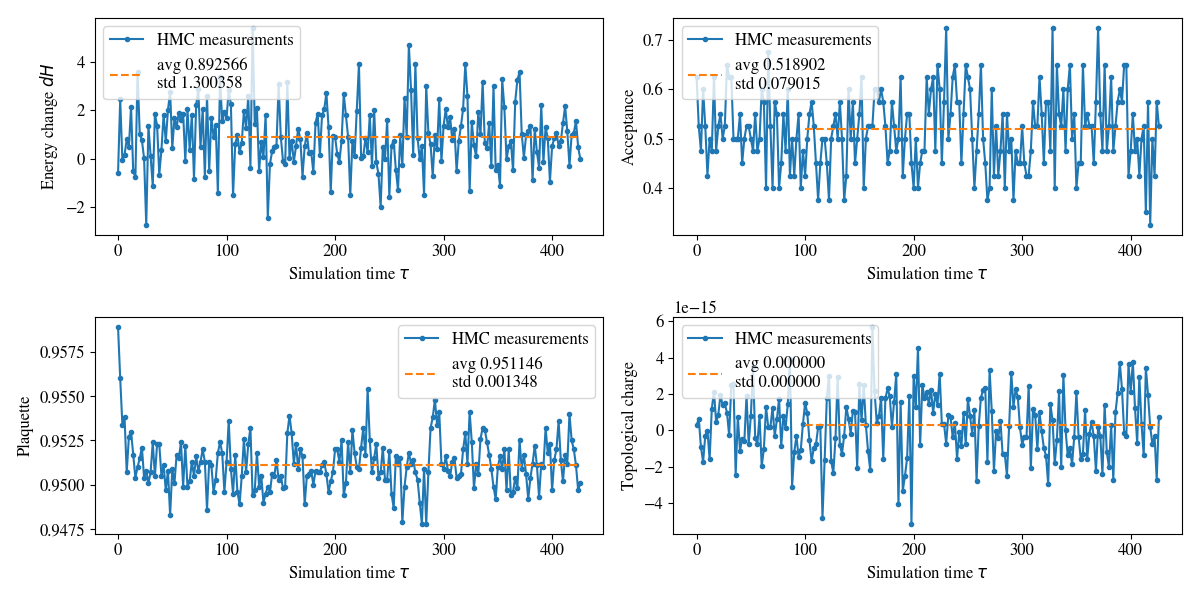 HMC measurements
avg 0.892566
std 1.300358
Energy change dH
4
2
0
−2
0
100
200
300
400
Simulation time τ
HMC measurements
avg 0.518902
std 0.079015
Acceptance
0.7
0.6
0.5
0.4
0
100
200
300
400
Simulation time τ
HMC measurements
avg 0.951146
std 0.001348
Plaquette
0.9575
0.9550
0.9525
0.9500
0.9475
0
100
200
300
400
Simulation time τ
1e−15
HMC measurements
avg 0.000000
std 0.000000
Topological charge
6
4
2
0
−2
−4
0
100
200
300
400
Simulation time τ